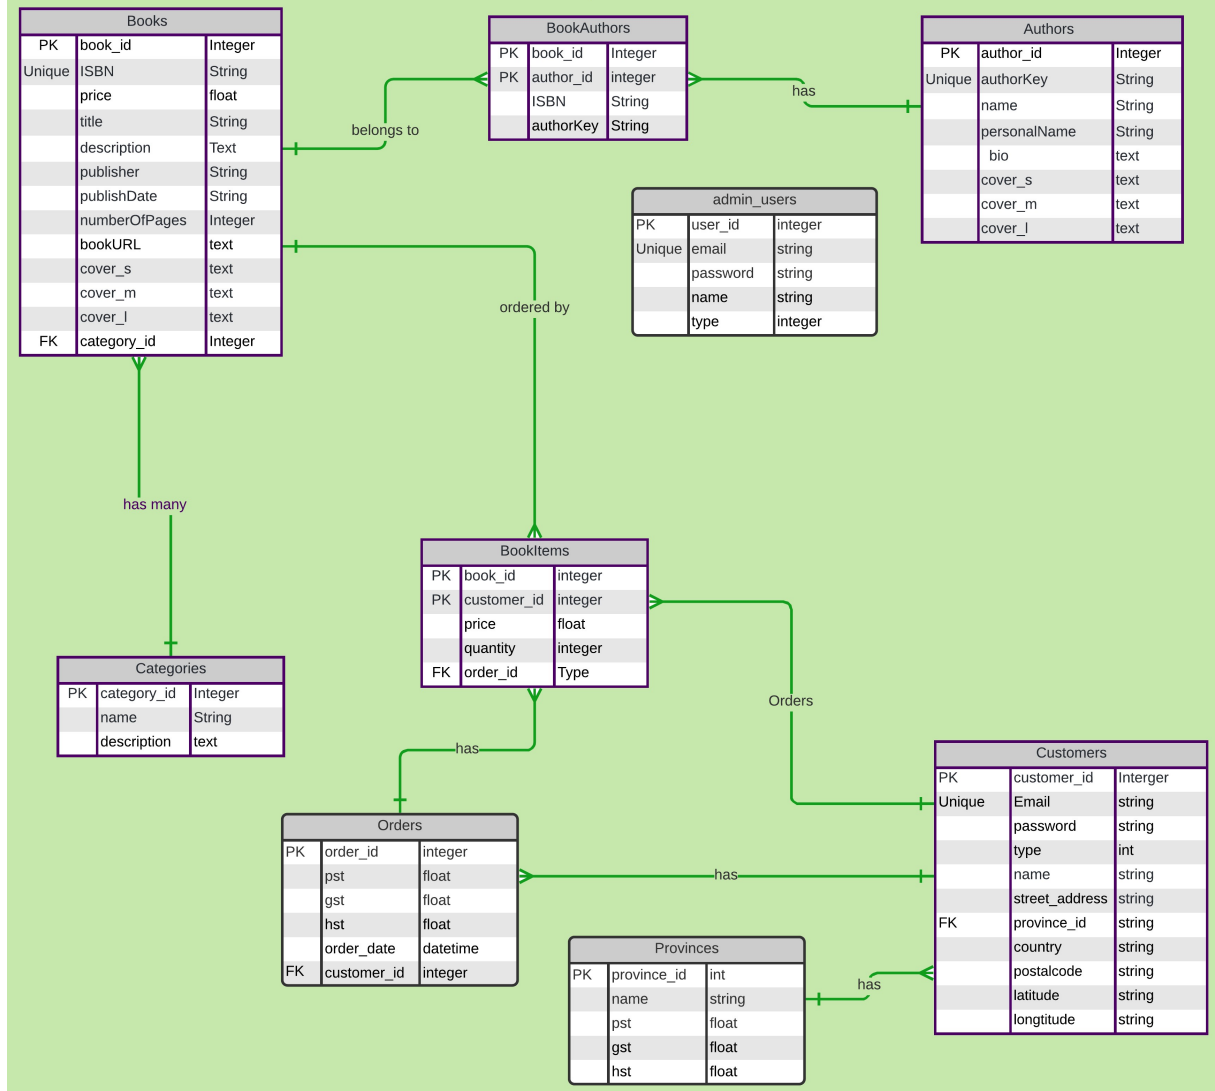 Books
PK book_id Integer
Unique ISBN String
price float
title String
description Text
publisher String
publishDate String
numberOfPages Integer
bookURL text
cover_s text
cover_m text
cover_l text
FK category_id Integer
BookAuthors
PK book_id Integer
PK author_id integer
ISBN String
authorKey String
Authors
PK author_id Integer
Unique authorKey String
name String
personalName String
bio text
cover_s text
cover_m text
cover_l text
belongs to
has
admin_users
PK user_id integer
Unique email string
password string
name string
type integer
ordered by
has many
BookItems
PK book_id integer
PK customer_id integer
price float
quantity integer
FK order_id Type
Categories
PK category_id Integer
name String
description text
Orders
has
Customers
PK customer_id Interger
Unique Email string
password string
type int
name string
street_address string
FK province_id string
country string
postalcode string
latitude string
longtitude string
Orders
PK order_id integer
pst float
gst float
hst float
order_date datetime
FK customer_id integer
has
Provinces
PK province_id int
name string
pst float
gst float
hst float
has